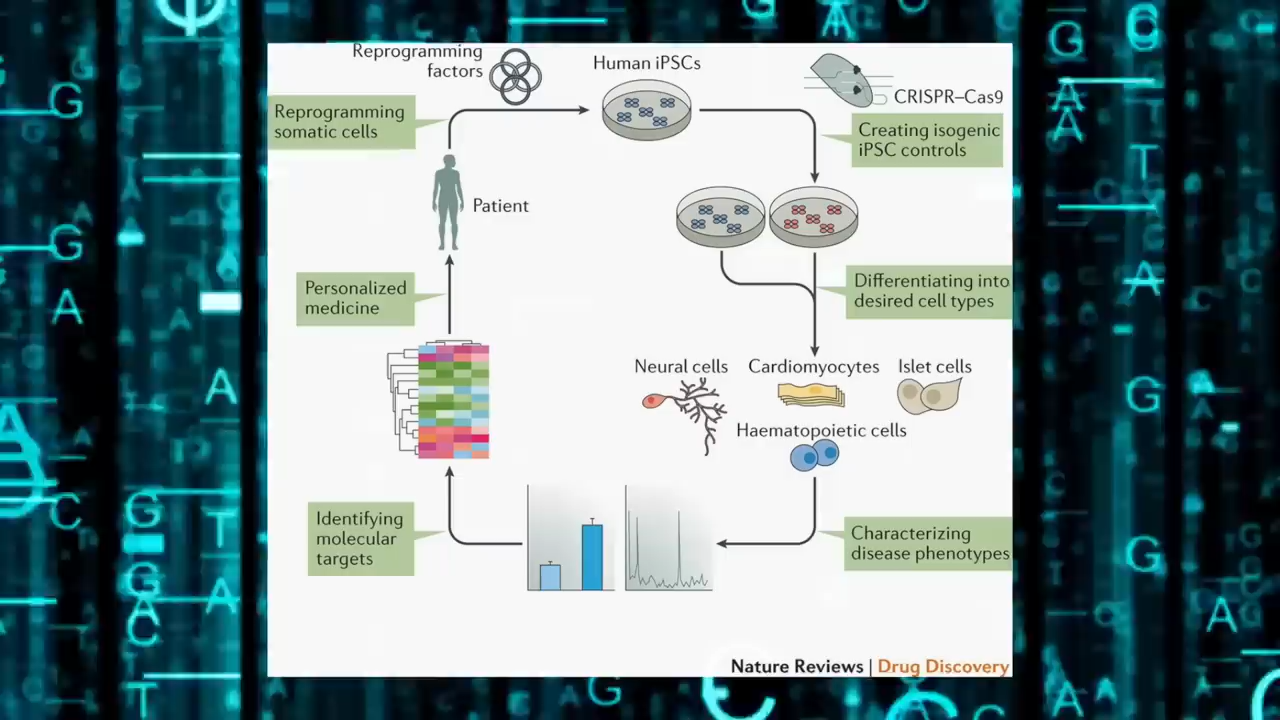 Reprogramming
factors
Human iPSCs
CRISPR–Cas9
Reprogramming
somatic cells
Creating isogenic
iPSC controls
Patient
Personalized
medicine
Differentiating into
desired cell types
Neural cells
Cardiomyocytes
Islet cells
Haematopoietic cells
Identifying
molecular
targets
Characterizing
disease phenotypes
Nature Reviews | Drug Discovery